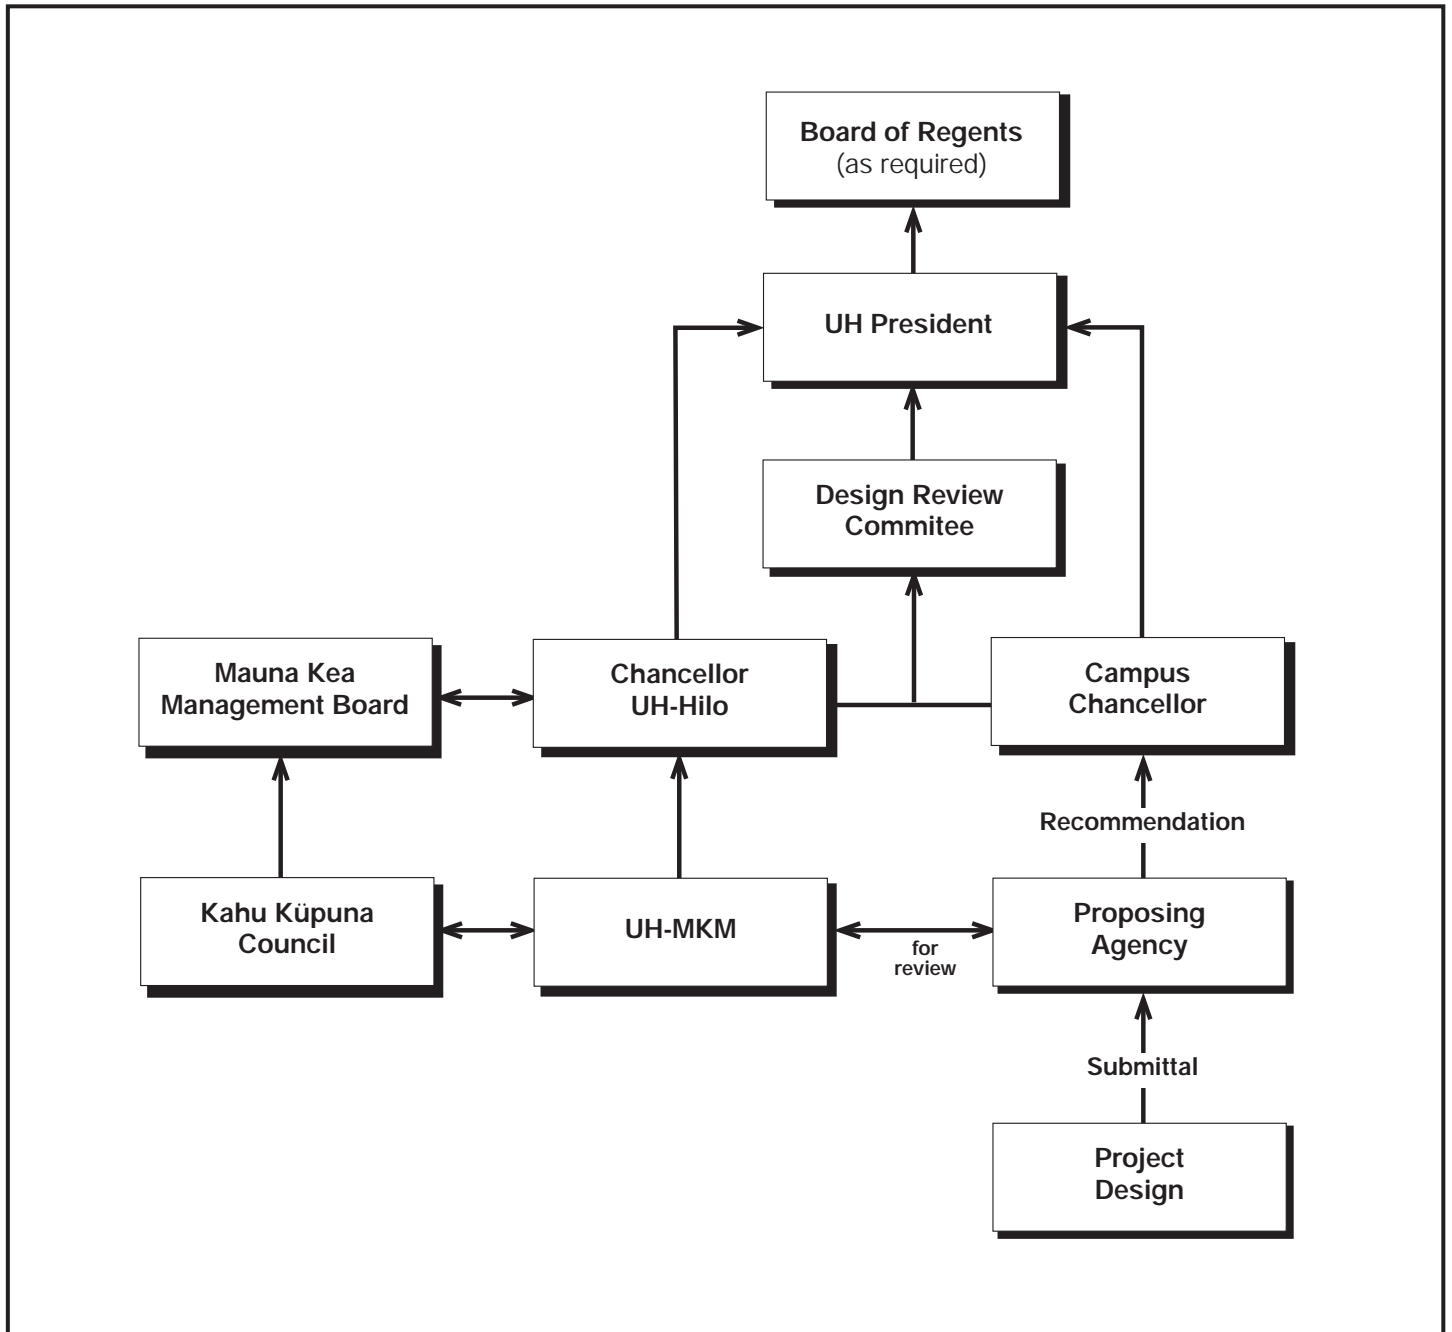 Board of Regents
(as required)
UH President
Design Review
Commitee
Mauna Kea
Management Board
Chancellor
UH-Hilo
Campus
Chancellor
Recommendation
Kahu Küpuna
Council
UH-MKM
for
review
Proposing
Agency
Submittal
Project
Design